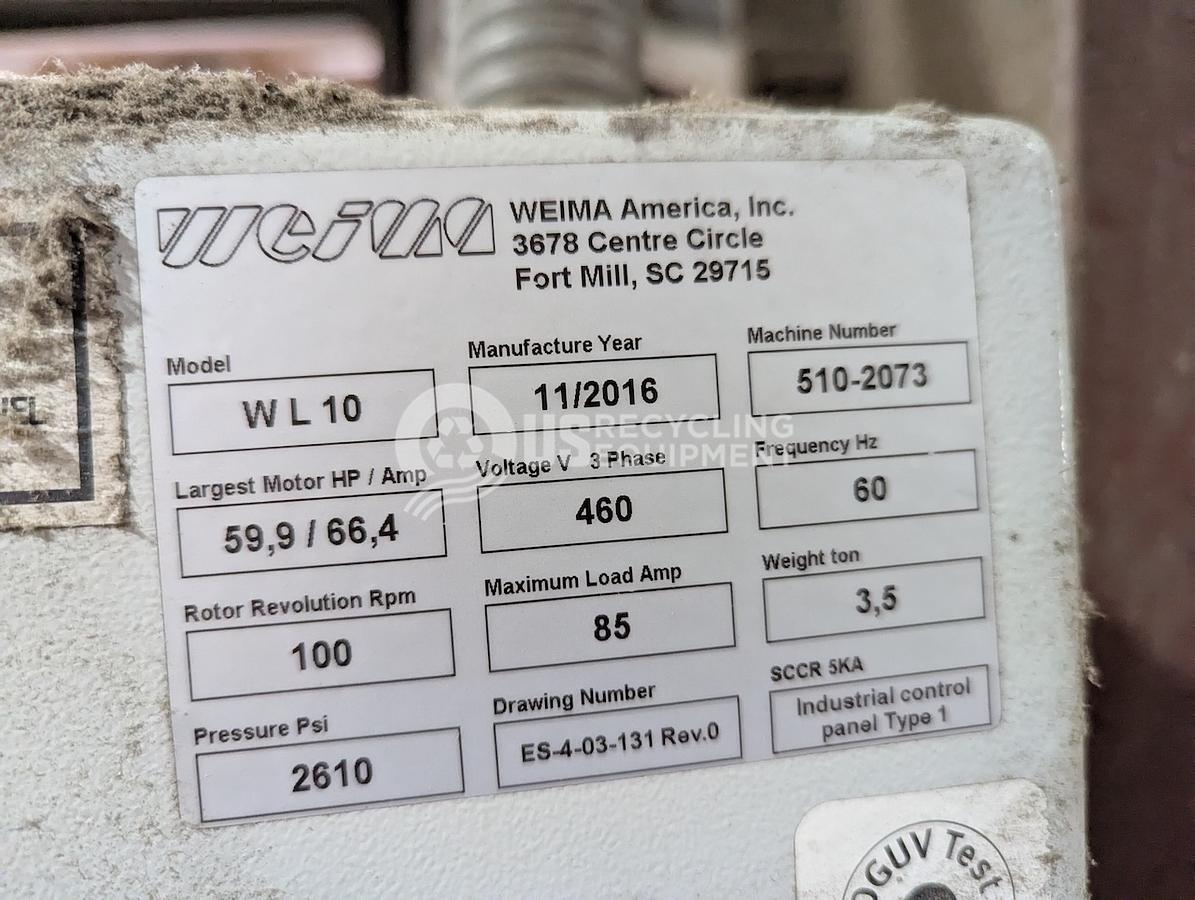 weima
WEIMA America, Inc.
3678 Centre Circle
Fort Mill, SC 29715
Model
W L 10
Manufacture Year
11/2016
Machine Number
510-2073
Largest Motor HP / Amp
59,9 / 66,4
Voltage V 3 Phase
460
Frequency Hz
60
Rotor Revolution Rpm
100
Maximum Load Amp
85
Weight ton
3,5
Pressure Psi
2610
Drawing Number
ES-4-03-131 Rev.0
SCCR 5KA
Industrial control
panel Type 1
US RECYCLING
EQUIPMENT
DGUV Test